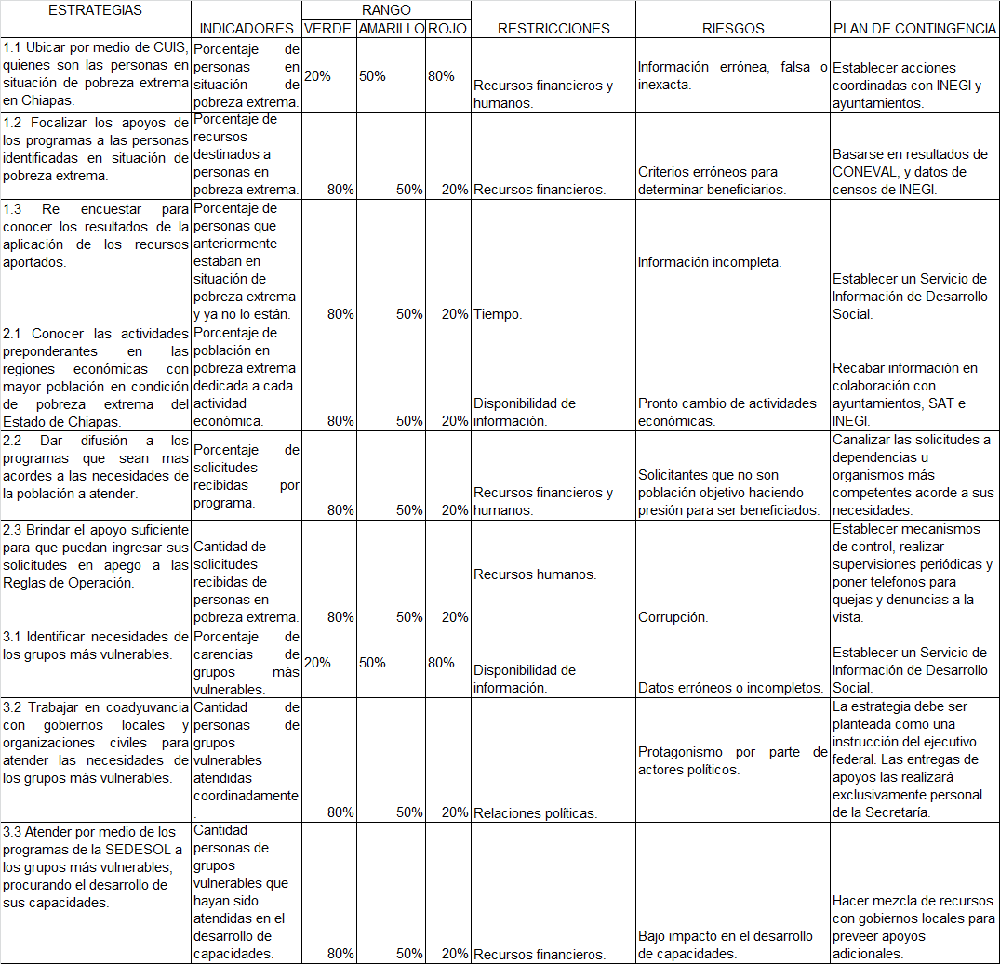 ESTRATEGIAS
INDICADORES
RANGO
VERDE
AMARILLO
ROJO
RESTRICCIONES
RIESGOS
PLAN DE CONTINGENCIA
1.1 Ubicar por medio de CUIS,
quienes son las personas en
situación de pobreza extrema
en Chiapas.
Porcentaje de
personas en
situación de
pobreza extrema.
20%
50%
80%
Recursos financieros y
humanos.
Información errónea, falsa o
inexacta.
Establecer acciones
coordinadas con INEGI y
ayuntamientos.
1.2 Focalizar los apoyos de
los programas a las personas
identificadas en situación de
pobreza extrema.
Porcentaje de
recursos
destinados a
personas en
pobreza extrema.
80%
50%
20%
Recursos financieros.
Criterios erróneos para
determinar beneficiarios.
Basarse en resultados de
CONEVAL, y datos de
censos de INEGI.
1.3 Re encuestar para
conocer los resultados de la
aplicación de los recursos
aportados.
Porcentaje de
personas que
anteriormente
estaban en
situación de
pobreza extrema
y ya no lo están.
80%
50%
20%
Tiempo.
Información incompleta.
Establecer un Servicio de
Información de Desarrollo
Social.
2.1 Conocer las actividades
preponderantes en las
regiones económicas con
mayor población en condición
de pobreza extrema del
Estado de Chiapas.
Porcentaje de
población en
pobreza extrema
dedicada a cada
actividad
económica.
80%
50%
20%
Disponibilidad de
información.
Pronto cambio de actividades
económicas.
Recabar información en
colaboración con
ayuntamientos, SAT e
INEGI.
2.2 Dar difusión a los
programas que sean mas
acordes a las necesidades de
la población a atender.
Porcentaje de
solicitudes
recibidas por
programa.
80%
50%
20%
Recursos financieros y
humanos.
Solicitantes que no son
población objetivo haciendo
presión para ser beneficiados.
Canalizar las solicitudes a
dependencias u
organismos más
competentes acorde a sus
necesidades.
2.3 Brindar el apoyo suficiente
para que puedan ingresar sus
solicitudes en apego a las
Reglas de Operación.
Cantidad de
solicitudes
recibidas de
personas en
pobreza extrema.
80%
50%
20%
Recursos humanos.
Corrupción.
Establecer mecanismos
de control, realizar
supervisiones periódicas y
poner telefonos para
quejas y denuncias a la
vista.
3.1 Identificar necesidades de
los grupos más vulnerables.
Porcentaje de
carencias de
grupos más
vulnerables.
20%
50%
80%
Disponibilidad de
información.
Datos erróneos o incompletos.
Establecer un Servicio de
Información de Desarrollo
Social.
3.2 Trabajar en coadyuvancia
con gobiernos locales y
organizaciones civiles para
atender las necesidades de
los grupos más vulnerables.
Cantidad de
personas de
grupos
vulnerables
atendidas
coordinadamente
.
80%
50%
20%
Relaciones políticas.
Protagonismo por parte de
actores políticos.
La estrategia debe ser
planteada como una
instrucción del ejecutivo
federal. Las entregas de
apoyos las realizará
exclusivamente personal
de la Secretaría.
3.3 Atender por medio de los
programas de la SEDESOL a
los grupos más vulnerables,
procurando el desarrollo de
sus capacidades.
Cantidad
personas de
grupos
vulnerables que
hayan sido
atendidas en el
desarrollo de
capacidades.
80%
50%
20%
Recursos financieros.
Bajo impacto en el desarrollo
de capacidades.
Hacer mezcla de recursos
con gobiernos locales para
preveer apoyos
adicionales.